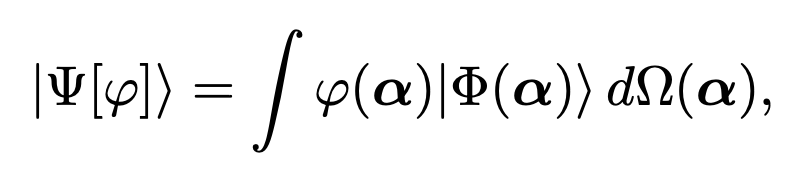 |Ψ[φ]⟩ = ∫ φ(𝜶)|Φ(𝜶)⟩ dΩ(𝜶),